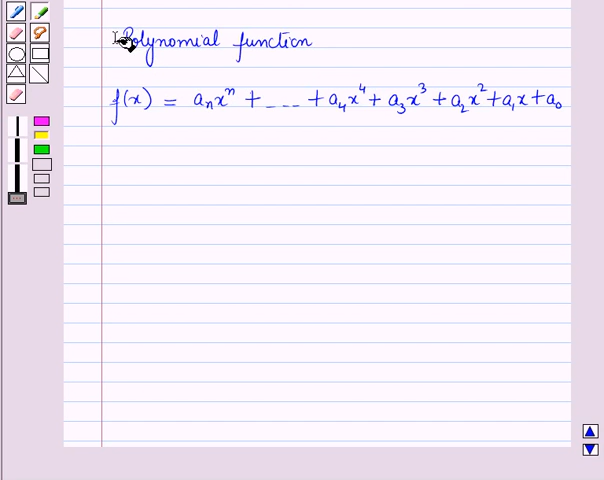 Polynomial function
f(x) = aₙxⁿ + --- + a₄x⁴ + a₃x³ + a₂x² + a₁x + a₀